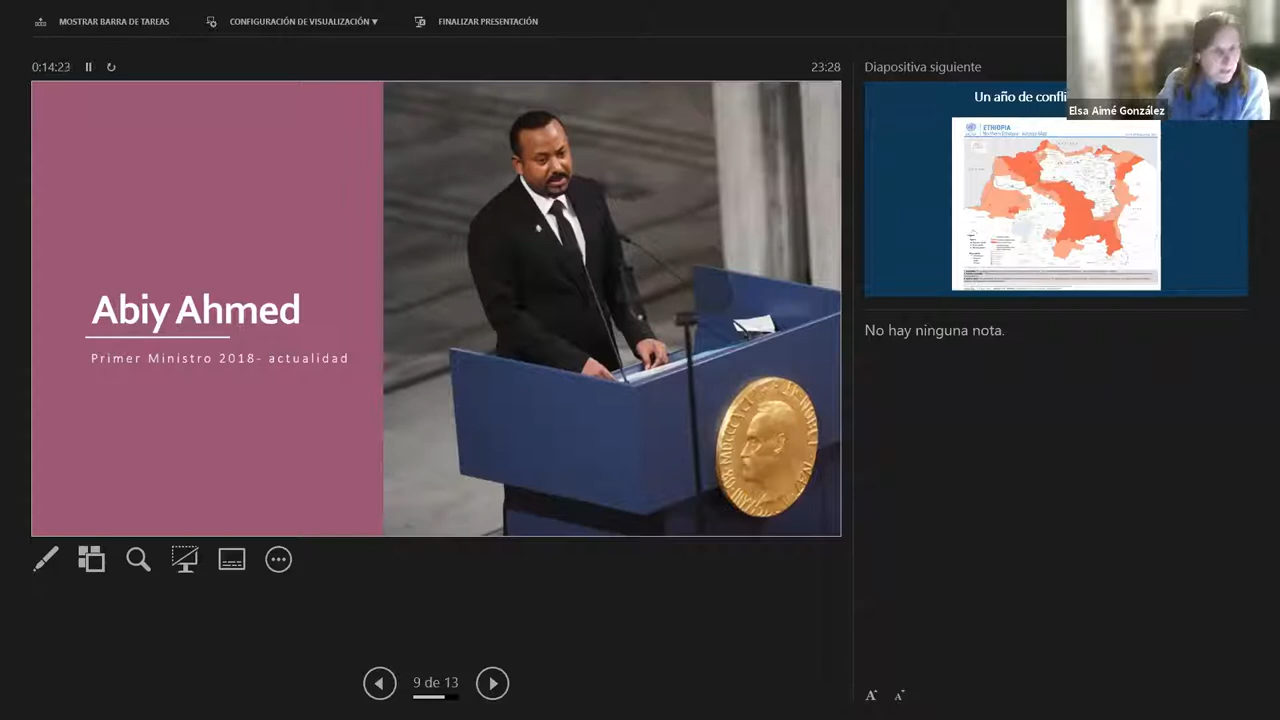 MOSTRAR BARRA DE TAREAS
CONFIGURACIÓN DE VISUALIZACIÓN ▼
FINALIZAR PRESENTACIÓN
0:14:23
23:28
Diapositiva siguiente
Elsa Aimé González
Un año de confli
ETHIOPIA
Abiy Ahmed
Primer Ministro 2018- actualidad
No hay ninguna nota.
9 de 13
A
A